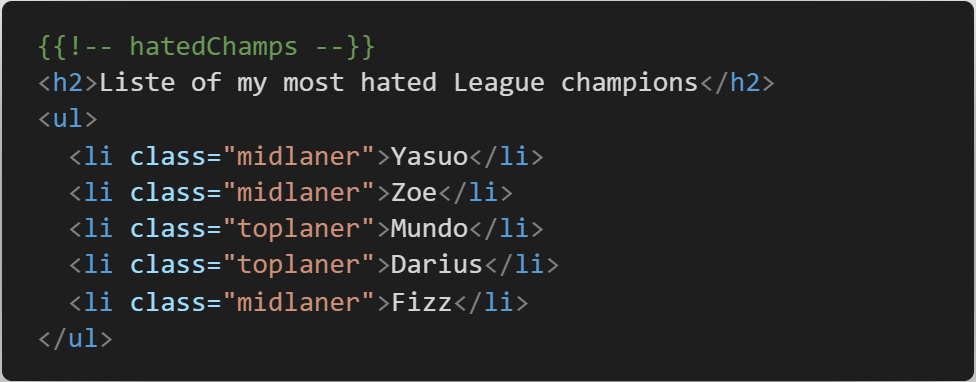 {{!-- hatedChamps --}}
<h2>Liste of my most hated League champions</h2>
<ul>
  <li class="midlaner">Yasuo</li>
  <li class="midlaner">Zoe</li>
  <li class="toplaner">Mundo</li>
  <li class="toplaner">Darius</li>
  <li class="midlaner">Fizz</li>
</ul>